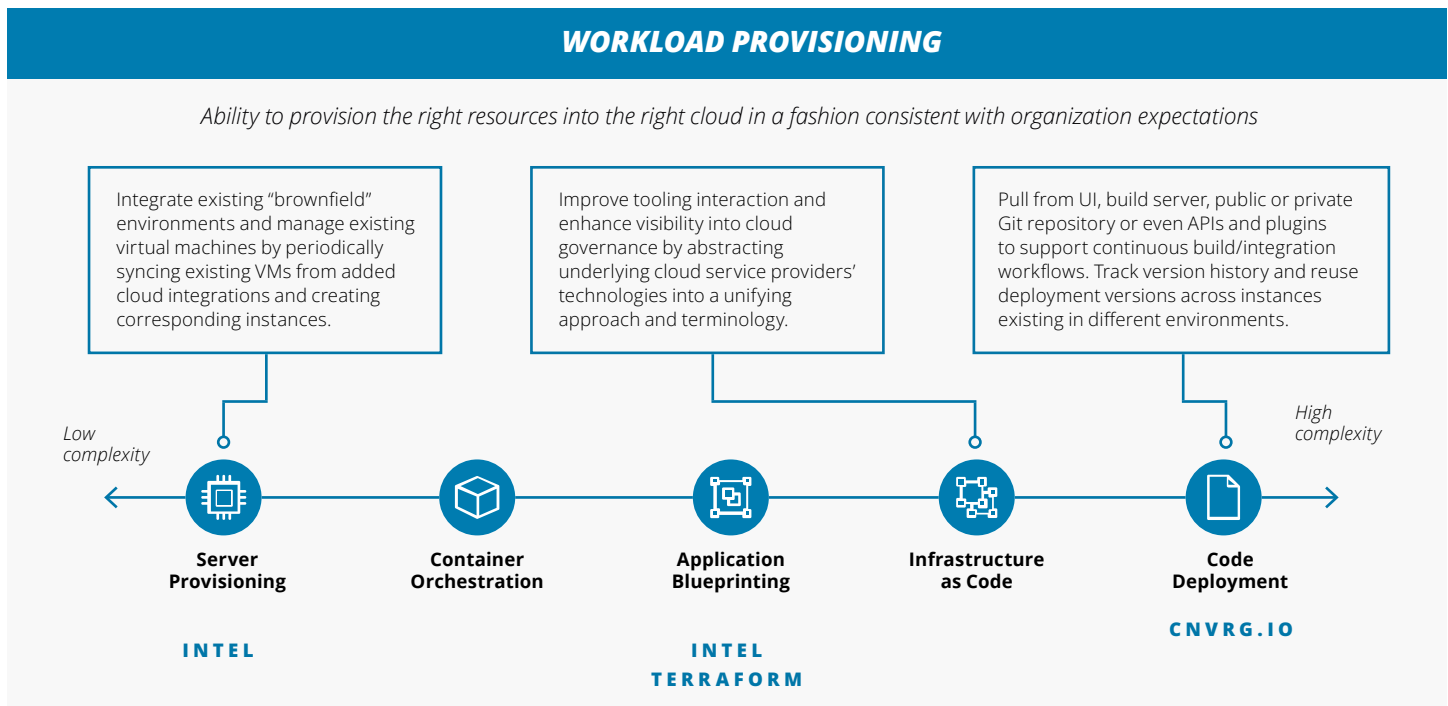 WORKLOAD PROVISIONING
Ability to provision the right resources into the right cloud in a fashion consistent with organization expectations
Integrate existing “brownfield”
environments and manage existing
virtual machines by periodically
syncing existing VMs from added
cloud integrations and creating
corresponding instances.
Improve tooling interaction and
enhance visibility into cloud
governance by abstracting
underlying cloud service providers’
technologies into a unifying
approach and terminology.
Pull from UI, build server, public or private
Git repository or even APIs and plugins
to support continuous build/integration
workflows. Track version history and reuse
deployment versions across instances
existing in different environments.
Low
complexity
High
complexity
Server
Provisioning
Container
Orchestration
Application
Blueprinting
Infrastructure
as Code
Code
Deployment
INTEL
INTEL
TERRAFORM
CNVRG.IO